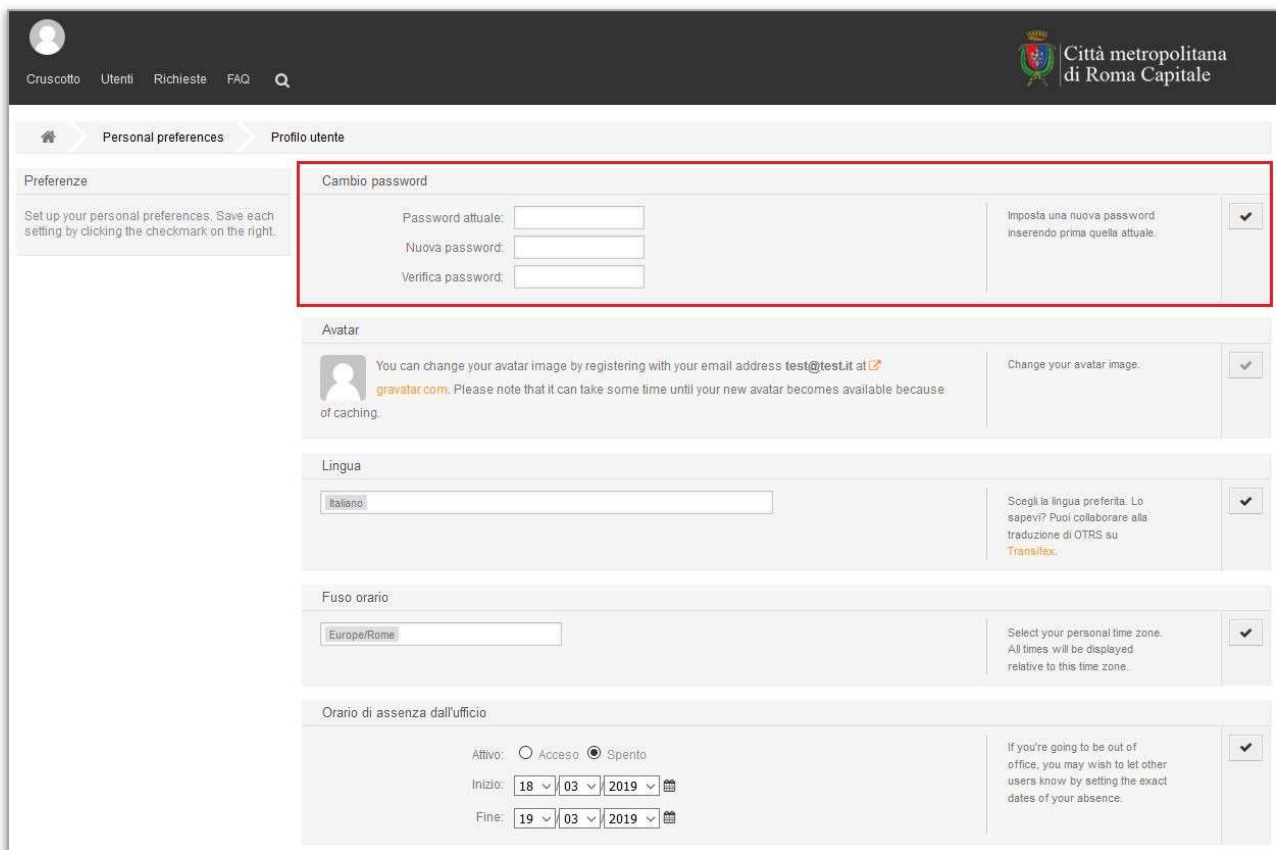 Città metropolitana
di Roma Capitale
Cruscotto Utenti Richieste FAQ
Personal preferences Profilo utente
Preferenze
Set up your personal preferences. Save each
setting by clicking the checkmark on the right.
Cambio password
Password attuale:
Nuova password:
Verifica password:
Imposta una nuova password
inserendo prima quella attuale.
Avatar
You can change your avatar image by registering with your email address test@test.it at
gravatar.com. Please note that it can take some time until your new avatar becomes available because
of caching.
Change your avatar image.
Lingua
Italiano
Scegli la lingua preferita. Lo
sapevi? Puoi collaborare alla
traduzione di OTRS su
Transifex.
Fuso orario
Europe/Rome
Select your personal time zone.
All times will be displayed
relative to this time zone.
Orario di assenza dall'ufficio
Attivo: Acceso Spento
Inizio: 18 / 03 / 2019
Fine: 19 / 03 / 2019
If you're going to be out of
office, you may wish to let other
users know by setting the exact
dates of your absence.